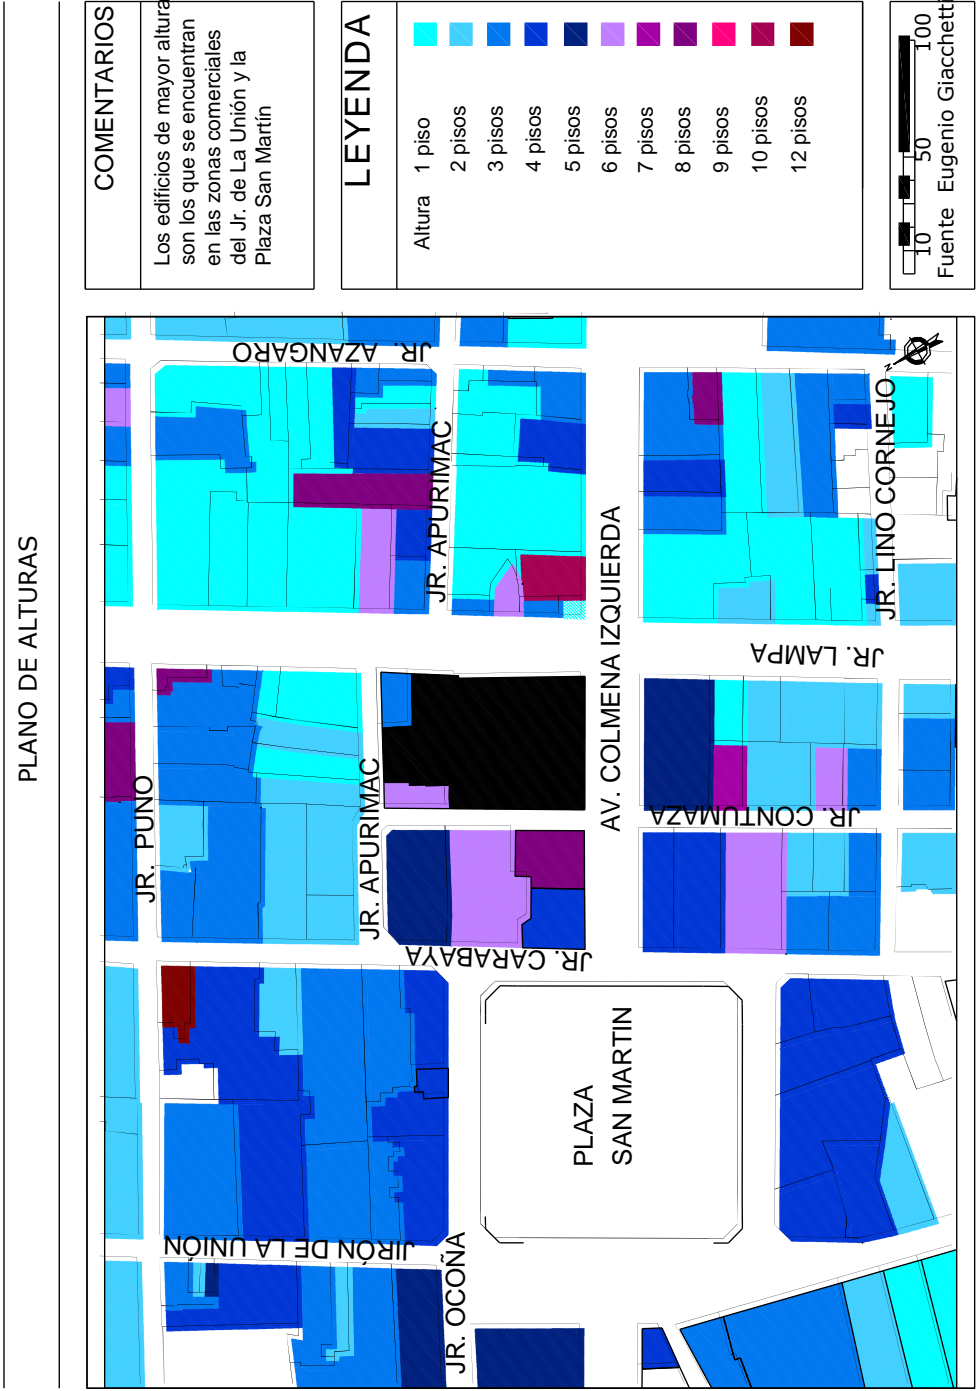 PLANO DE ALTURAS
COMENTARIOS
Los edificios de mayor altura
son los que se encuentran
en las zonas comerciales
del Jr. de La Unión y la
Plaza San Martín
LEYENDA
Altura
1 piso
2 pisos
3 pisos
4 pisos
5 pisos
6 pisos
7 pisos
8 pisos
9 pisos
10 pisos
12 pisos
10
50
100
Fuente Eugenio Giacchetti
JR. AZANGARO
JR. APURIMAC
AV. COLMENA IZQUIERDA
JR. LINO CORNEJO
N
JR. LAMPA
JR. PUNO
JR. APURIMAC
JR. CONTUMAZA
JR. CARABAYA
PLAZA
SAN MARTIN
JIRÓN DE LA UNIÓN
JR. OCOÑA